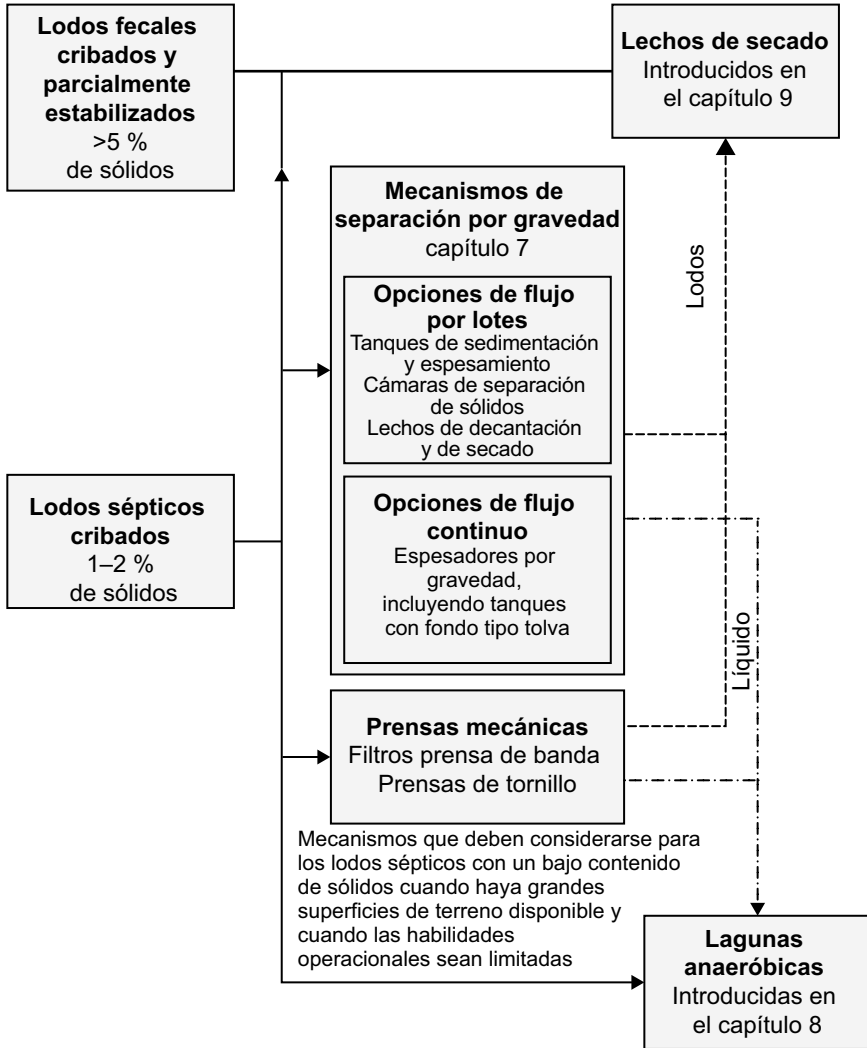 Lodos fecales
cribados y
parcialmente
estabilizados
>5 %
de sólidos
Lechos de secado
Introducidos en
el capítulo 9
Mecanismos de
separación por gravedad
capítulo 7
Opciones de flujo
por lotes
Tanques de sedimentación
y espesamiento
Cámaras de separación
de sólidos
Lechos de decantación
y de secado
Lodos
Lodos sépticos
cribados
1–2 %
de sólidos
Opciones de flujo
continuo
Espesadores por
gravedad,
incluyendo tanques
con fondo tipo tolva
Líquido
Prensas mecánicas
Filtros prensa de banda
Prensas de tornillo
Mecanismos que deben considerarse para
los lodos sépticos con un bajo contenido
de sólidos cuando haya grandes
superficies de terreno disponible y
cuando las habilidades
operacionales sean limitadas
Lagunas
anaeróbicas
Introducidas en
el capítulo 8